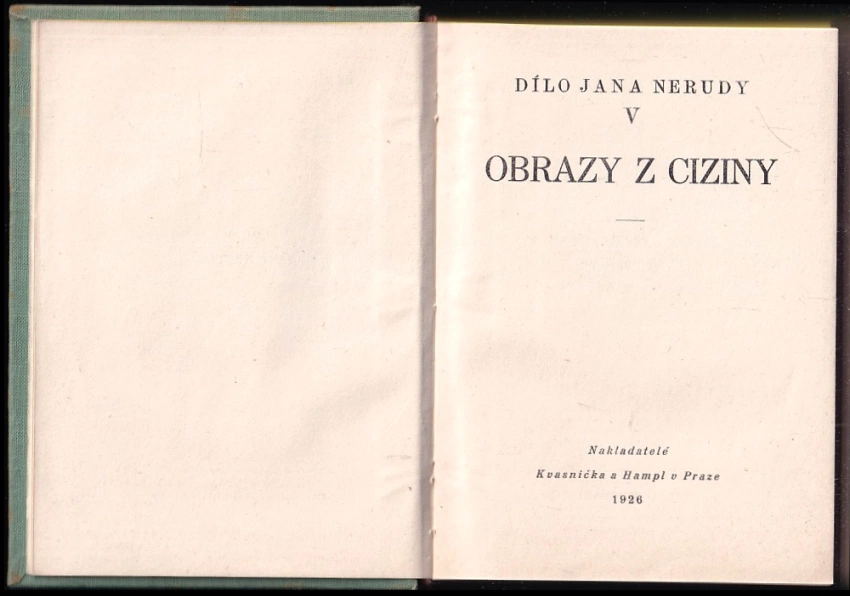 DÍLO JANA NERUDY
V
OBRAZY Z CIZINY
Nakladatelé
Kvasnička a Hampl v Praze
1926